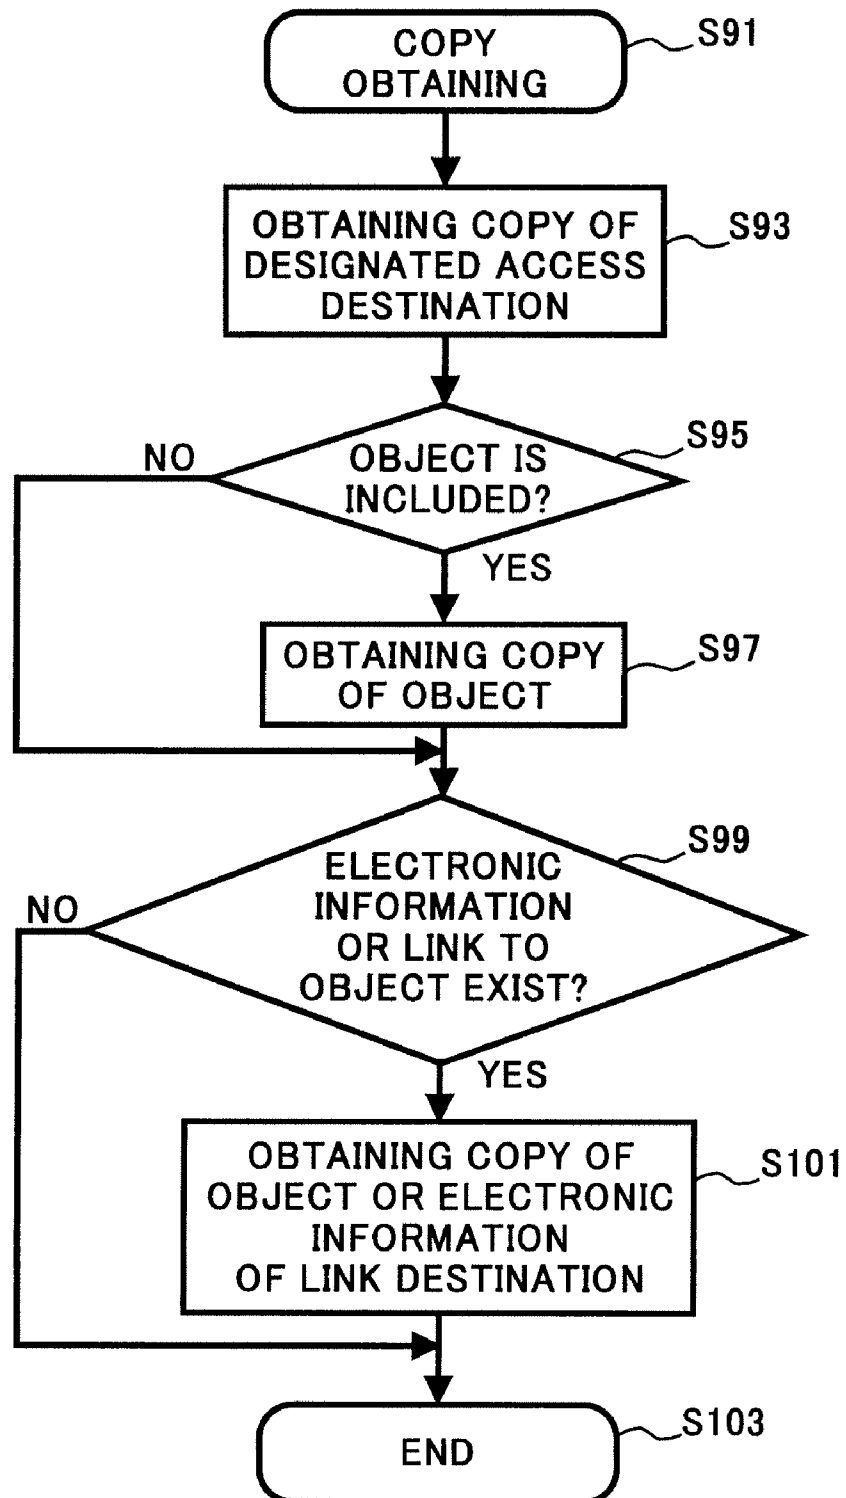 COPY
OBTAINING
S91
OBTAINING COPY OF
DESIGNATED ACCESS
DESTINATION
S93
OBJECT IS
INCLUDED?
S95
NO
YES
OBTAINING COPY
OF OBJECT
S97
ELECTRONIC
INFORMATION
OR LINK TO
OBJECT EXIST?
S99
NO
YES
OBTAINING COPY OF
OBJECT OR ELECTRONIC
INFORMATION
OF LINK DESTINATION
S101
END
S103